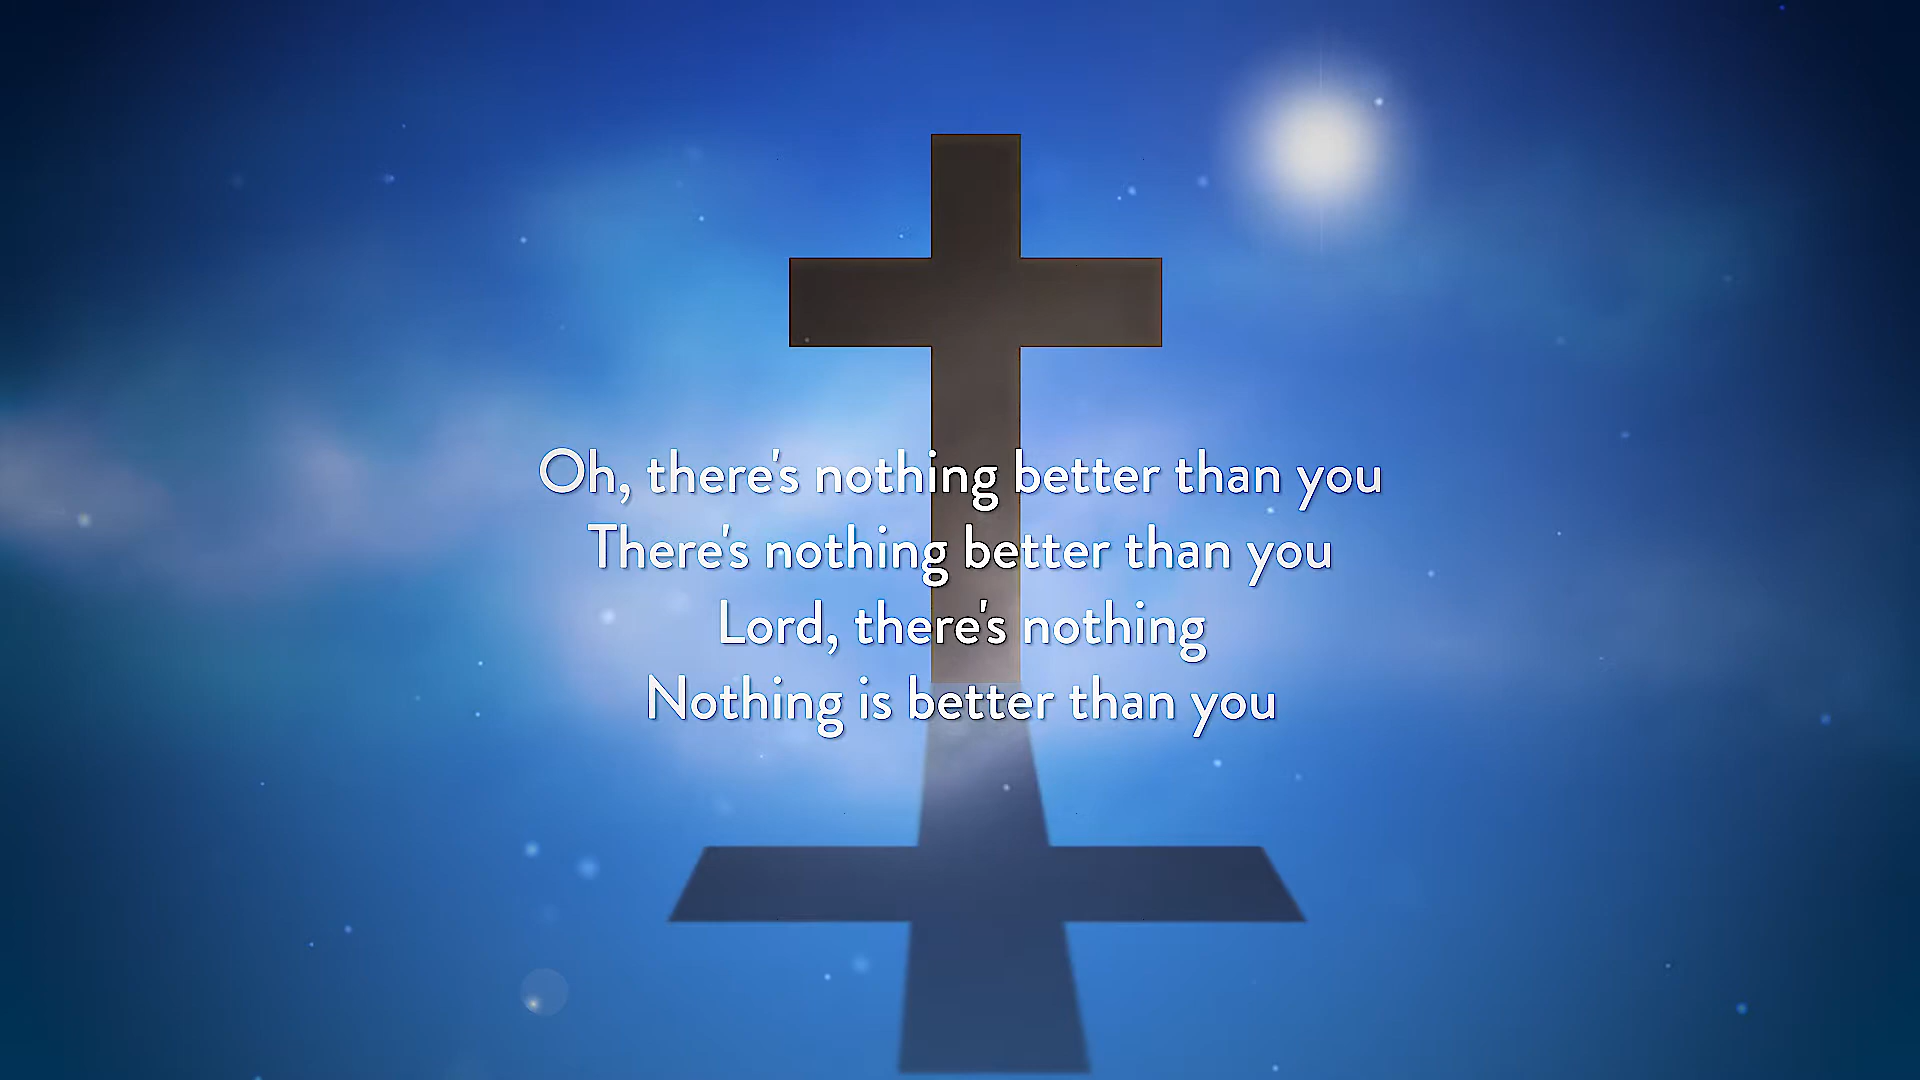 Oh, there's nothing better than you
There's nothing better than you
Lord, there's nothing
Nothing is better than you